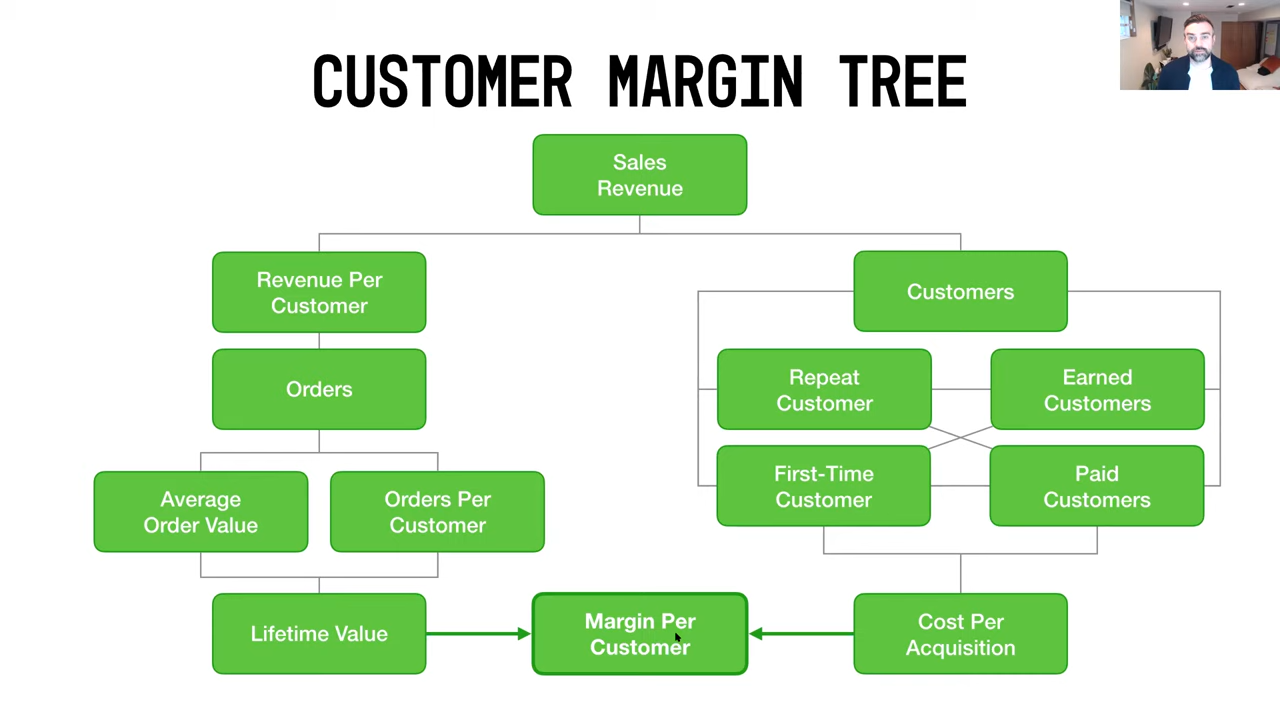 CUSTOMER MARGIN TREE
Sales
Revenue
Revenue Per
Customer
Customers
Orders
Repeat
Customer
Earned
Customers
First-Time
Customer
Paid
Customers
Average
Order Value
Orders Per
Customer
Lifetime Value
Margin Per
Customer
Cost Per
Acquisition